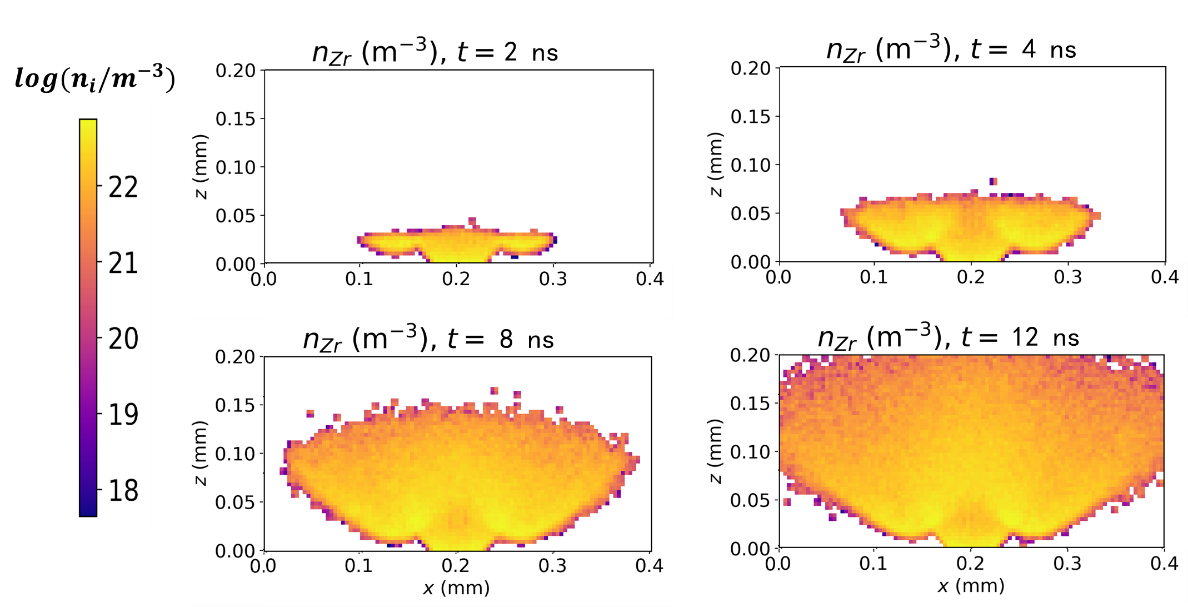 log(n_i/m⁻³)
22
21
20
19
18
n_Zr (m⁻³), t = 2 ns
z (mm)
0.20
0.15
0.10
0.05
0.00
0.0 0.1 0.2 0.3 0.4
n_Zr (m⁻³), t = 4 ns
z (mm)
0.20
0.15
0.10
0.05
0.00
0.0 0.1 0.2 0.3 0.4
n_Zr (m⁻³), t = 8 ns
z (mm)
0.20
0.15
0.10
0.05
0.00
0.0 0.1 0.2 0.3 0.4
x (mm)
n_Zr (m⁻³), t = 12 ns
z (mm)
0.20
0.15
0.10
0.05
0.00
0.0 0.1 0.2 0.3 0.4
x (mm)